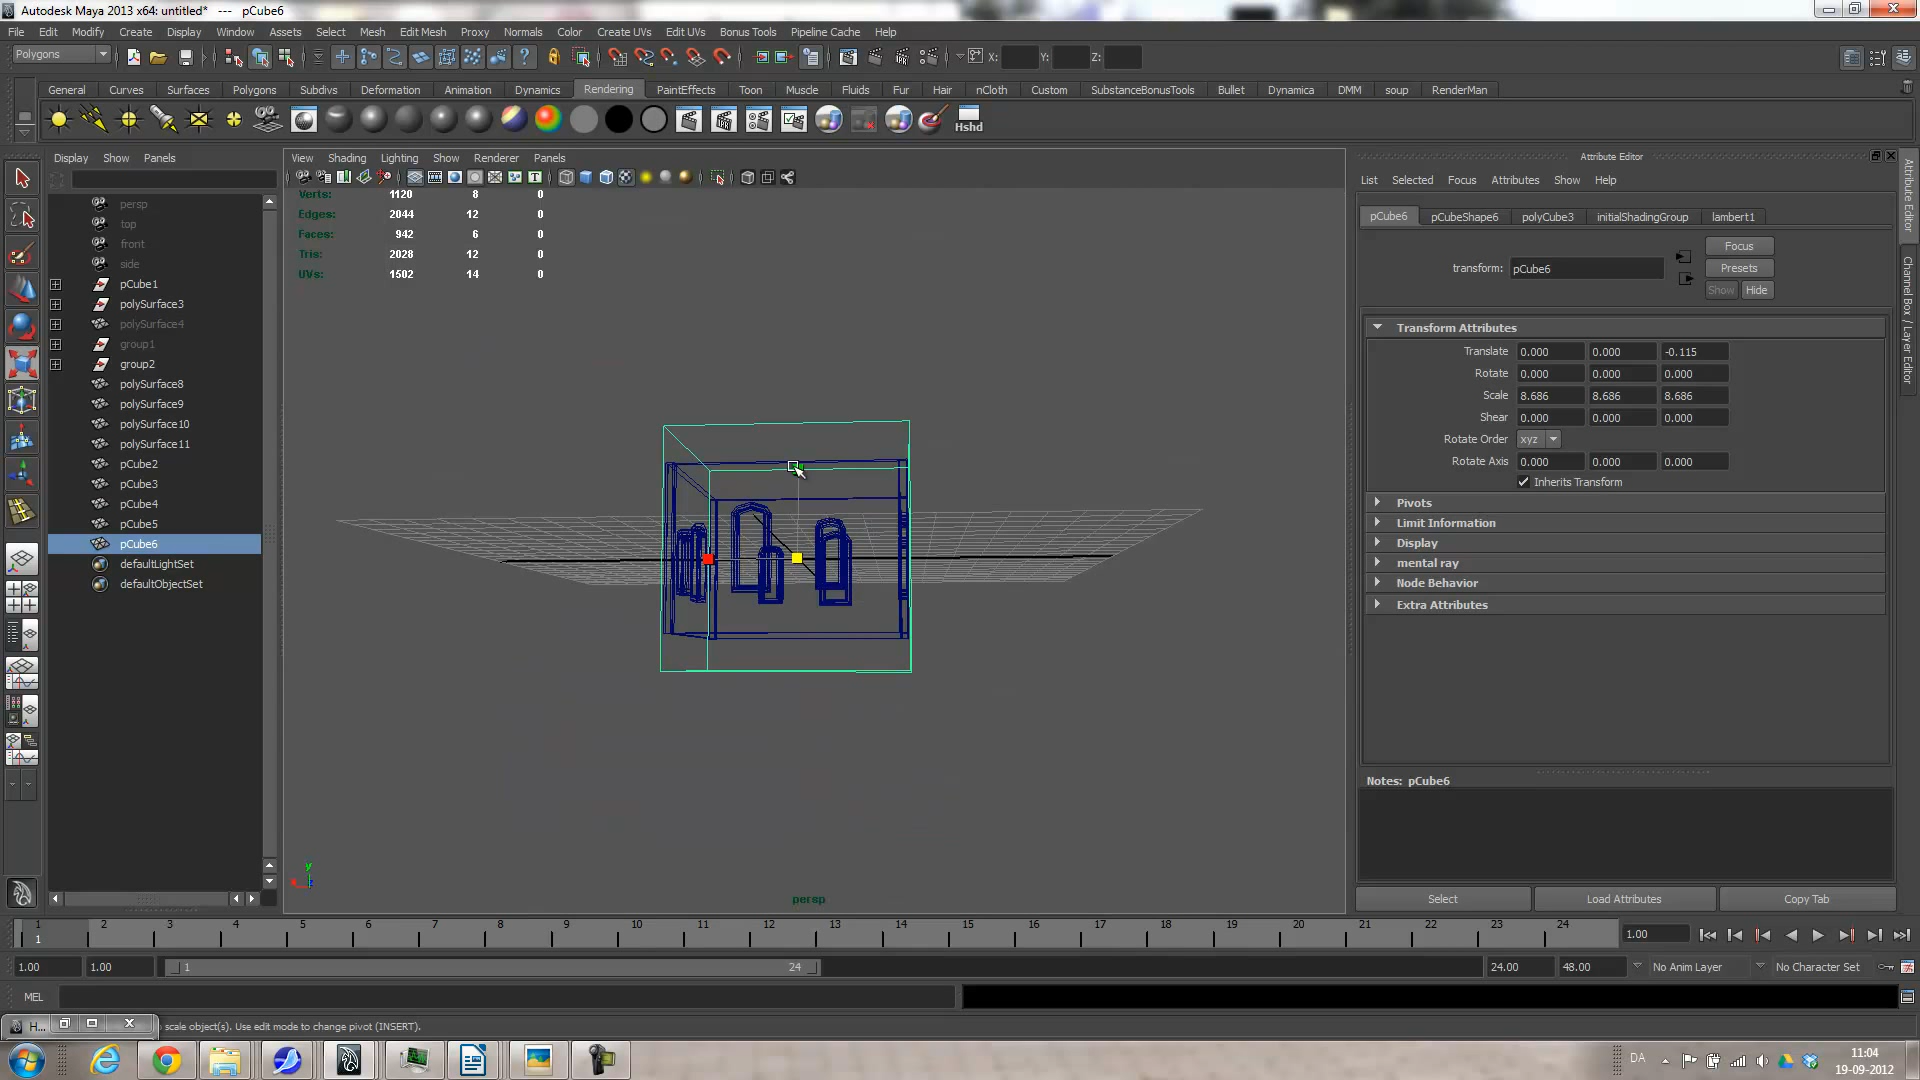 Autodesk Maya 2013 x64: untitled*   ---   pCube6
File Edit Modify Create Display Window Assets Select Mesh Edit Mesh Proxy Normals Color Create UVs Edit UVs Bonus Tools Pipeline Cache Help
Polygons X: Y: Z:
General Curves Surfaces Polygons Subdivs Deformation Animation Dynamics Rendering PaintEffects Toon Muscle Fluids Fur Hair nCloth Custom SubstanceBonusTools Bullet Dynamica DMM soup RenderMan
Hshd
Display Show Panels
persp
top
front
side
pCube1
polySurface3
polySurface4
group1
group2
polySurface8
polySurface9
polySurface10
polySurface11
pCube2
pCube3
pCube4
pCube5
pCube6
defaultLightSet
defaultObjectSet
View Shading Lighting Show Renderer Panels
Verts: 1120 8 0
Edges: 2044 12 0
Faces: 942 6 0
Tris: 2028 12 0
UVs: 1502 14 0
y
persp
Attribute Editor
List Selected Focus Attributes Show Help
pCube6 pCubeShape6 polyCube3 initialShadingGroup lambert1
Focus
transform: pCube6 Presets
Show Hide
Transform Attributes
Translate 0.000 0.000 -0.115
Rotate 0.000 0.000 0.000
Scale 8.686 8.686 8.686
Shear 0.000 0.000 0.000
Rotate Order xyz
Rotate Axis 0.000 0.000 0.000
Inherits Transform
Pivots
Limit Information
Display
mental ray
Node Behavior
Extra Attributes
Notes: pCube6
Select Load Attributes Copy Tab
Attribute Editor
Channel Box / Layer Editor
1 2 3 4 5 6 7 8 9 10 11 12 13 14 15 16 17 18 19 20 21 22 23 24
1 1.00
1.00 1.00 1 24 24.00 48.00 No Anim Layer No Character Set
MEL
H... scale object(s). Use edit mode to change pivot (INSERT).
DA 11:04
19-09-2012